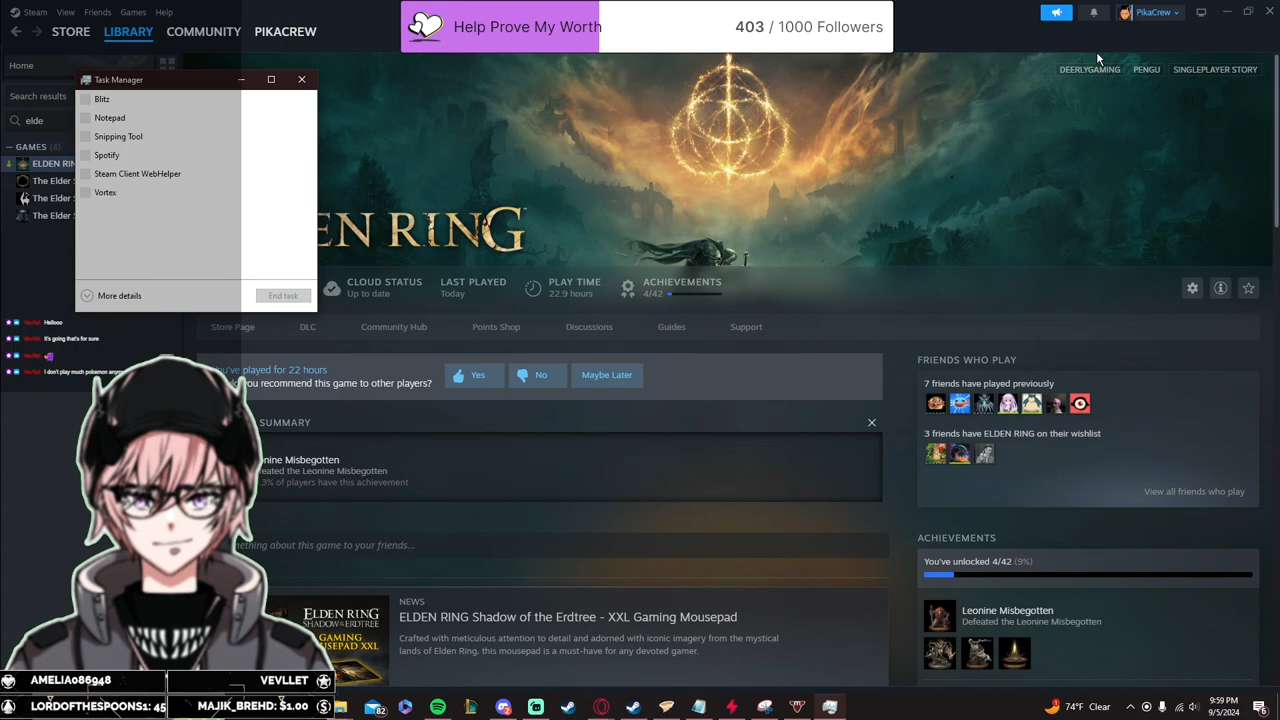 Steam View Friends Games Help
Help Prove My Worth 403 / 1000 Followers
PikaCrew
STORE LIBRARY COMMUNITY PIKACREW
Home
DEERLYGAMING PENGU SINGLEPLAYER STORY
Task Manager
Search results
elde
GAMES (4)
ELDEN RIN
The Elder S
The Elder S
The Elder S
Blitz
Notepad
Snipping Tool
Spotify
Steam Client WebHelper
Vortex
More details
End task
EN RING
CLOUD STATUS
Up to date
LAST PLAYED
Today
PLAY TIME
22.9 hours
ACHIEVEMENTS
4/42
Store Page DLC Community Hub Points Shop Discussions Guides Support
Hellooo
It's going that's for sure
I don't play much pokemon anym
You've played for 22 hours
you recommend this game to other players?
Yes No Maybe Later
SUMMARY
onine Misbegotten
eated the Leonine Misbegotten
.3% of players have this achievement
mething about this game to your friends...
NEWS
ELDEN RING Shadow of the Erdtree - XXL Gaming Mousepad
Crafted with meticulous attention to detail and adorned with iconic imagery from the mystical
lands of Elden Ring, this mousepad is a must-have for any devoted gamer.
ELDEN RING
SHADOW OF THE ERDTREE
GAMING
MOUSEPAD XXL
FRIENDS WHO PLAY
7 friends have played previously
3 friends have ELDEN RING on their wishlist
View all friends who play
ACHIEVEMENTS
You've unlocked 4/42 (9%)
Leonine Misbegotten
Defeated the Leonine Misbegotten
AMELIA086948 VEVLLET
LORDOFTHESPOONS1: 45 MAJIK_BREHD: $1.00
82
74°F Clear
9:59 PM
9/5/2024